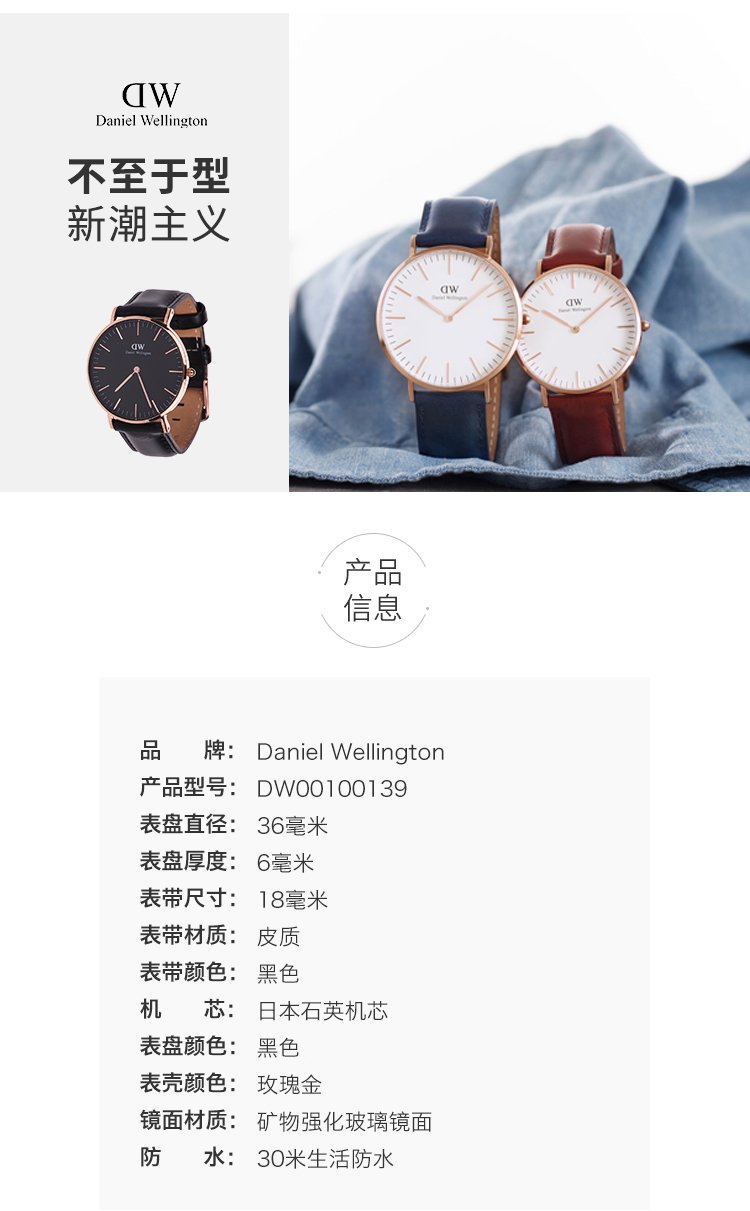 DW
Daniel Wellington
不至于型
新潮主义
DW
Daniel Wellington
DW
Daniel Wellington
DW
Daniel Wellington
产品
信息
品 牌： Daniel Wellington
产品型号： DW00100139
表盘直径： 36毫米
表盘厚度： 6毫米
表带尺寸： 18毫米
表带材质： 皮质
表带颜色： 黑色
机 芯： 日本石英机芯
表盘颜色： 黑色
表壳颜色： 玫瑰金
镜面材质： 矿物强化玻璃镜面
防 水： 30米生活防水